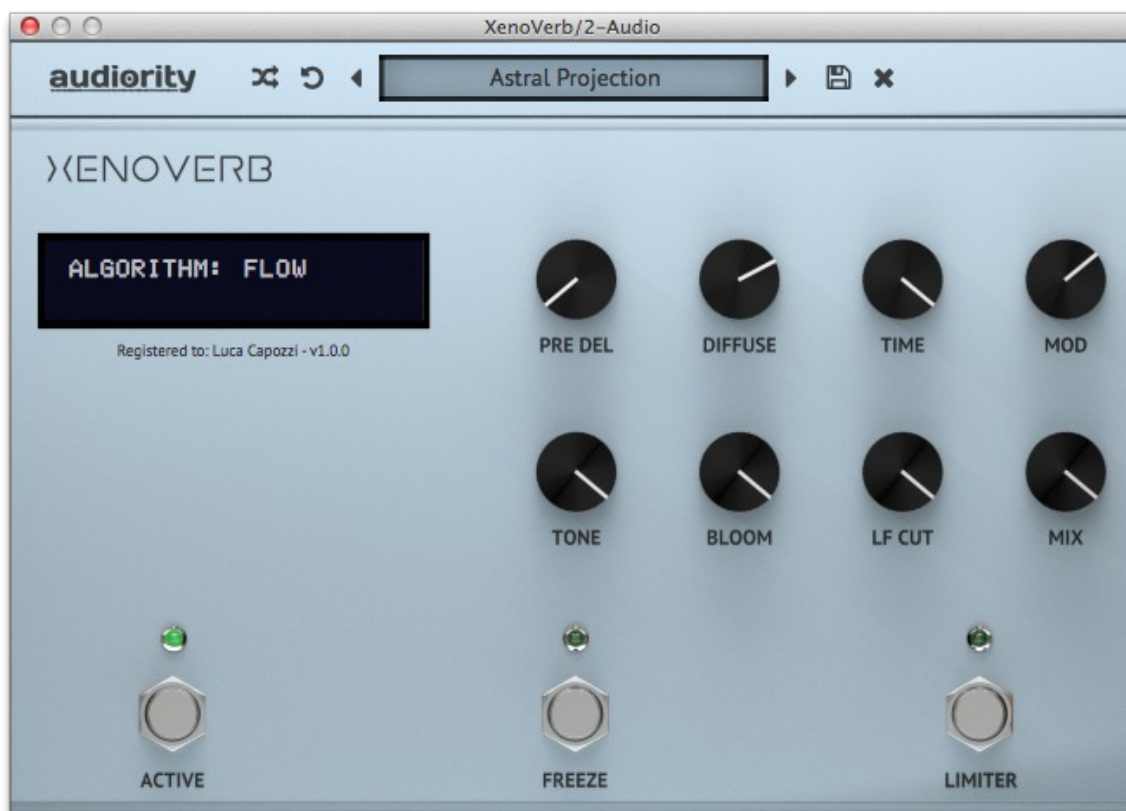 XenoVerb/2-Audio
audiority
Astral Projection
XENOVERB
ALGORITHM: FLOW
Registered to: Luca Capozzi - v1.0.0
PRE DEL DIFFUSE TIME MOD
TONE BLOOM LF CUT MIX
ACTIVE FREEZE LIMITER